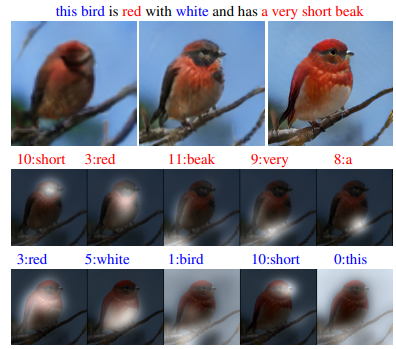 this bird is red with white and has a very short beak
10:short 3:red 11:beak 9:very 8:a
3:red 5:white 1:bird 10:short 0:this